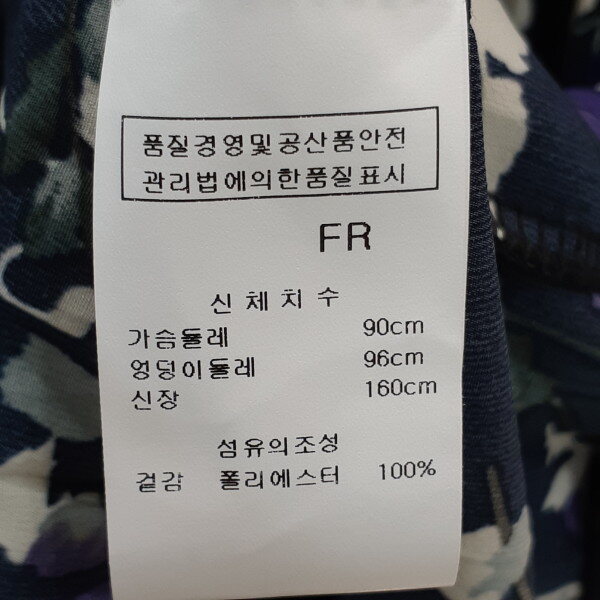 품질경영및공산품안전
관리법에의한품질표시
FR
신체치수
가슴둘레 90cm
엉덩이둘레 96cm
신장 160cm
섬유의조성
겉감 폴리에스터 100%